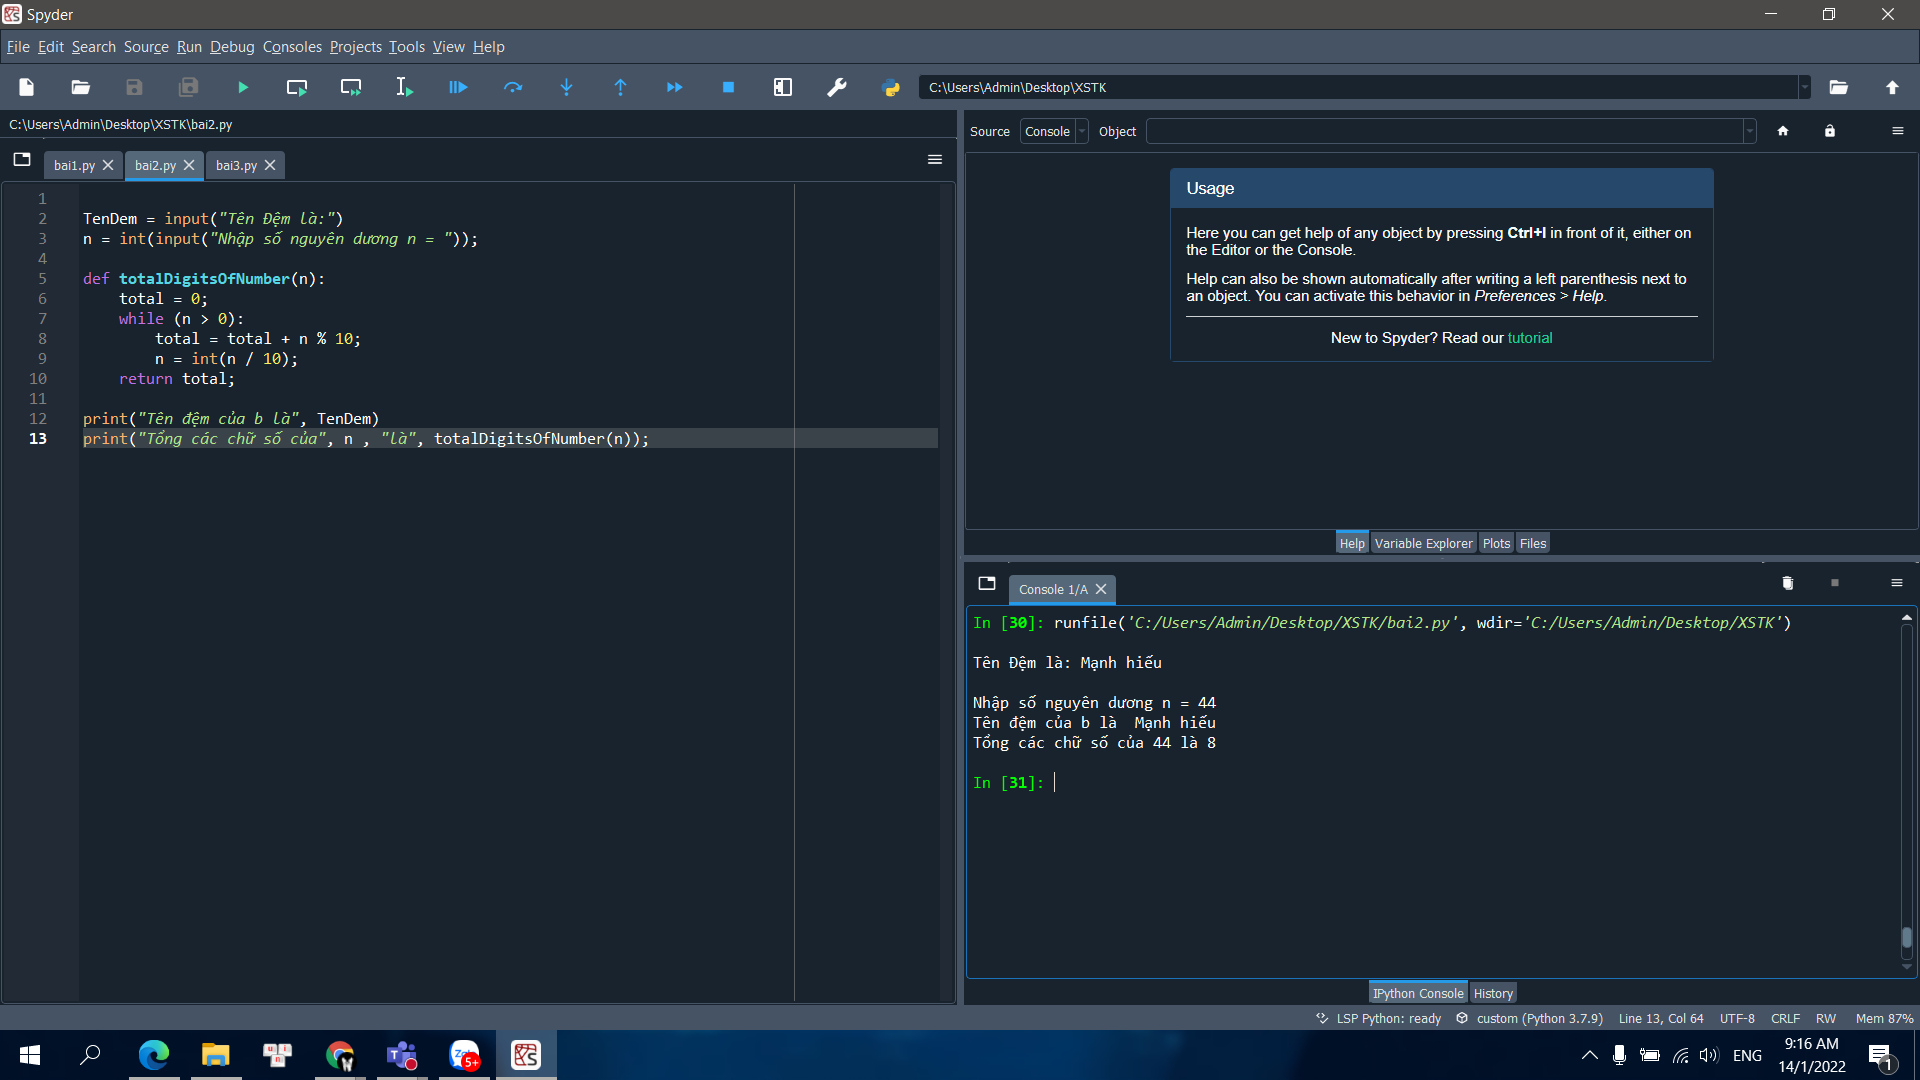 Spyder
File Edit Search Source Run Debug Consoles Projects Tools View Help
C:\Users\Admin\Desktop\XSTK
C:\Users\Admin\Desktop\XSTK\bai2.py
bai1.py bai2.py bai3.py
1
2 TenDem = input("Tên Đệm là:")
3 n = int(input("Nhập số nguyên dương n = "));
4
5 def totalDigitsOfNumber(n):
6 total = 0;
7 while (n > 0):
8 total = total + n % 10;
9 n = int(n / 10);
10 return total;
11
12 print("Tên đệm của b là", TenDem)
13 print("Tổng các chữ số của", n , "là", totalDigitsOfNumber(n));
Source Console Object
Usage
Here you can get help of any object by pressing Ctrl+I in front of it, either on
the Editor or the Console.
Help can also be shown automatically after writing a left parenthesis next to
an object. You can activate this behavior in Preferences > Help.
New to Spyder? Read our tutorial
Help Variable Explorer Plots Files
Console 1/A
In [30]: runfile('C:/Users/Admin/Desktop/XSTK/bai2.py', wdir='C:/Users/Admin/Desktop/XSTK')
Tên Đệm là: Mạnh hiếu
Nhập số nguyên dương n = 44
Tên đệm của b là  Mạnh hiếu
Tổng các chữ số của 44 là 8
In [31]:
IPython Console History
LSP Python: ready custom (Python 3.7.9) Line 13, Col 64 UTF-8 CRLF RW Mem 87%
5+
ENG
9:16 AM
14/1/2022
1